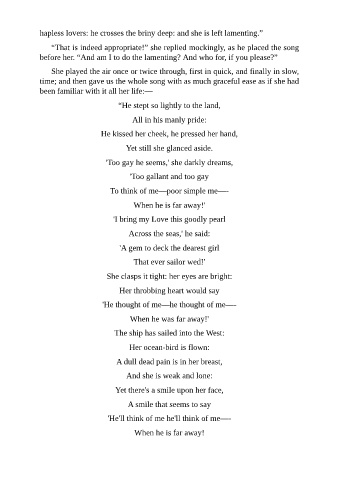 hapless lovers: he crosses the briny deep: and she is left lamenting.”
“That is indeed appropriate!” she replied mockingly, as he placed the song
before her. “And am I to do the lamenting? And who for, if you please?”
She played the air once or twice through, first in quick, and finally in slow,
time; and then gave us the whole song with as much graceful ease as if she had
been familiar with it all her life:—
“He stept so lightly to the land,
All in his manly pride:
He kissed her cheek, he pressed her hand,
Yet still she glanced aside.
'Too gay he seems,' she darkly dreams,
'Too gallant and too gay
To think of me—poor simple me—-
When he is far away!'
'I bring my Love this goodly pearl
Across the seas,' he said:
'A gem to deck the dearest girl
That ever sailor wed!'
She clasps it tight: her eyes are bright:
Her throbbing heart would say
'He thought of me—he thought of me—-
When he was far away!'
The ship has sailed into the West:
Her ocean-bird is flown:
A dull dead pain is in her breast,
And she is weak and lone:
Yet there's a smile upon her face,
A smile that seems to say
'He'll think of me he'll think of me—-
When he is far away!